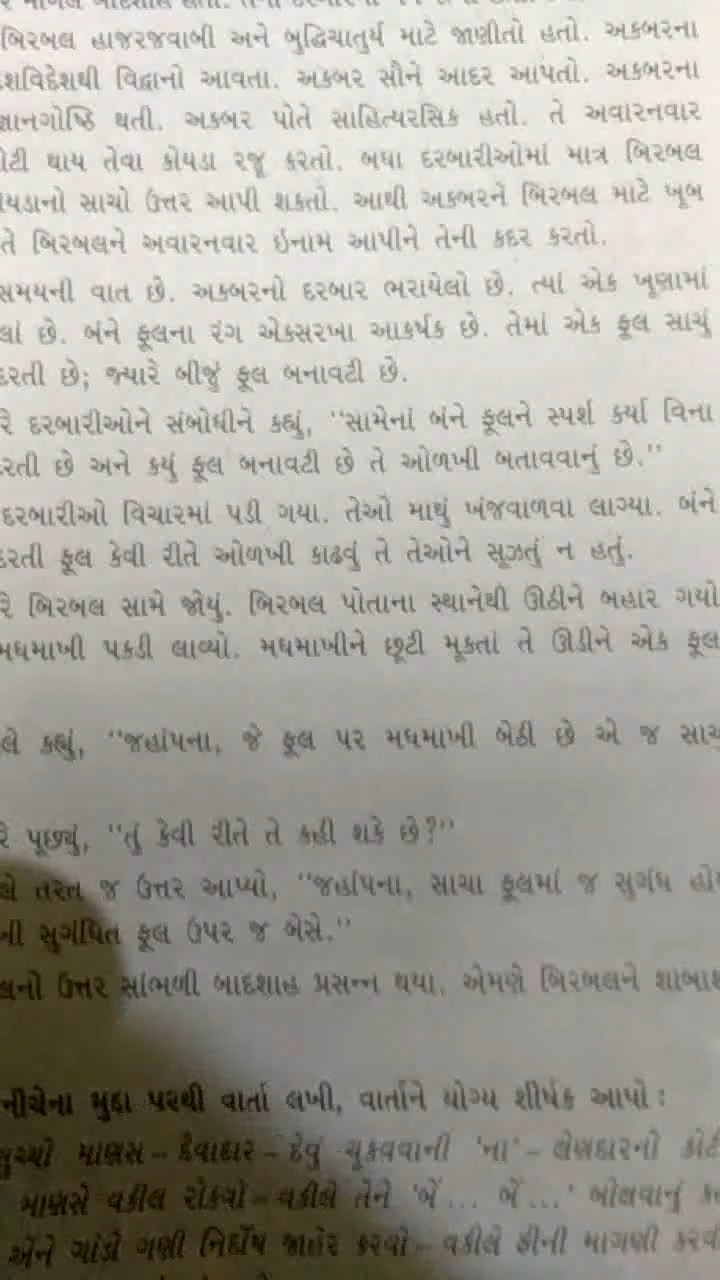 બિરબલ હાજરજવાબી અને બુદ્ધિચાતુર્ય માટે જાણીતો હતો. અકબરના
શવિદેશથી વિદ્વાનો આવતા. અકબર સૌને આદર આપતો. અકબરના
જ્ઞાનગોષ્ઠિ થતી. અકબર પોતે સાહિત્યરસિક હતો. તે અવારનવાર
ોટી થાય તેવા કોયડા રજૂ કરતો. બધા દરબારીઓમાં માત્ર બિરબલ
યડાનો સાચો ઉત્તર આપી શકતો. આથી અકબરને બિરબલ માટે ખૂબ
તે બિરબલને અવારનવાર ઇનામ આપીને તેની કદર કરતો.
સમયની વાત છે. અકબરનો દરબાર ભરાયેલો છે. ત્યાં એક ખૂણામાં
લાં છે. બંને ફૂલના રંગ એકસરખા આકર્ષક છે. તેમાં એક ફૂલ સાચું
દરતી છે; જ્યારે બીજું ફૂલ બનાવટી છે.
રે દરબારીઓને સંબોધીને કહ્યું, ‘‘સામેનાં બંને ફૂલને સ્પર્શ કર્યા વિના
રતી છે અને કયું ફૂલ બનાવટી છે તે ઓળખી બતાવવાનું છે.’’
દરબારીઓ વિચારમાં પડી ગયા. તેઓ માથું ખંજવાળવા લાગ્યા. બંને
દરતી ફૂલ કેવી રીતે ઓળખી કાઢવું તે તેઓને સૂઝતું ન હતું.
રે બિરબલ સામે જોયું. બિરબલ પોતાના સ્થાનેથી ઊઠીને બહાર ગયો
મધમાખી પકડી લાવ્યો. મધમાખીને છૂટી મૂકતાં તે ઊડીને એક ફૂલ
લે કહ્યું, ‘‘જહાંપના, જે ફૂલ પર મધમાખી બેઠી છે એ જ સાચ
રે પૂછ્યું, ‘‘તું કેવી રીતે તે કહી શકે છે?’’
લે તરત જ ઉત્તર આપ્યો, ‘‘જહાંપના, સાચા ફૂલમાં જ સુગંધ હો
ની સુગંધિત ફૂલ ઉપર જ બેસે.’’
લનો ઉત્તર સાંભળી બાદશાહ પ્રસન્ન થયા. એમણે બિરબલને શાબાશ
નીચેના મુદ્દા પરથી વાર્તા લખી, વાર્તાને યોગ્ય શીર્ષક આપો :
લુચ્ચો માણસ – દેવાદાર – દેવું ચૂકવવાની ‘ના’ – લેણદારનો કોર્ટ
માણસે વકીલ રોકવો – વકીલે તેને ‘બેં ... બેં ...’ બોલવાનું ક
એને ગાંડો ગણી નિર્દોષ જાહેર કરવો – વકીલે ફીની માગણી કરવી